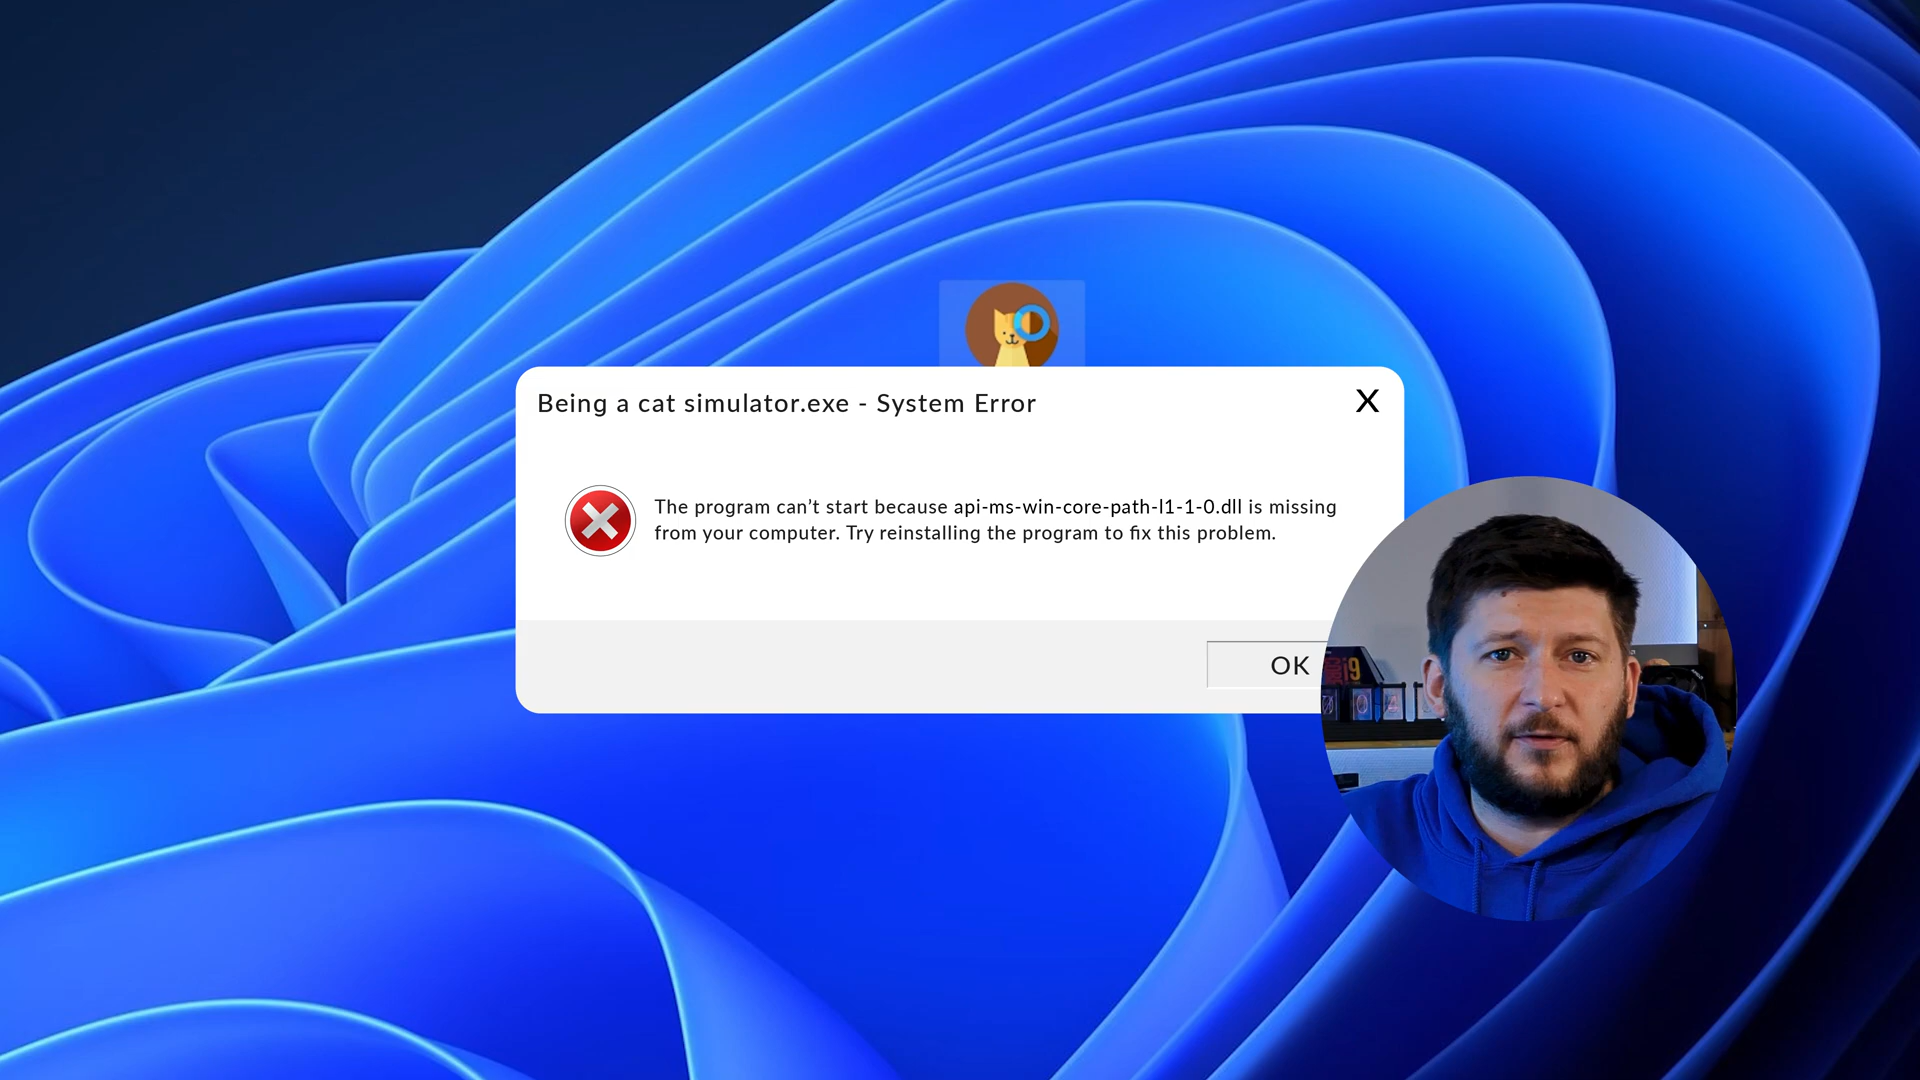 Being a cat simulator.exe - System Error
X
The program can’t start because api-ms-win-core-path-l1-1-0.dll is missing
from your computer. Try reinstalling the program to fix this problem.
OK
i9